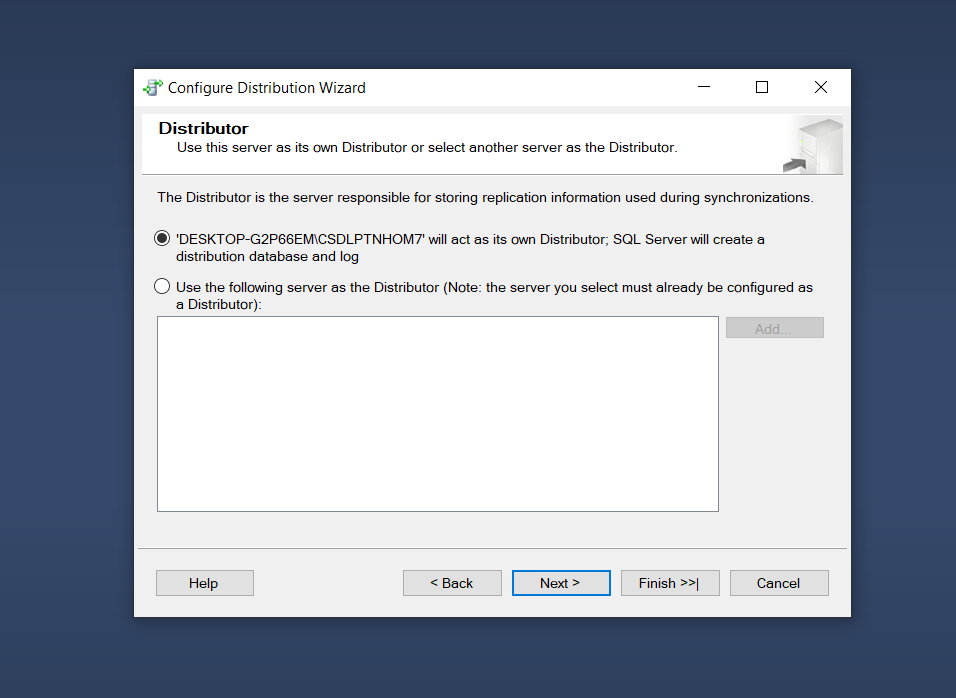 Configure Distribution Wizard
Distributor
Use this server as its own Distributor or select another server as the Distributor.
The Distributor is the server responsible for storing replication information used during synchronizations.
'DESKTOP-G2P66EM\CSDLPTNHOM7' will act as its own Distributor; SQL Server will create a
distribution database and log
Use the following server as the Distributor (Note: the server you select must already be configured as
a Distributor):
Add...
Help
< Back
Next >
Finish >>|
Cancel